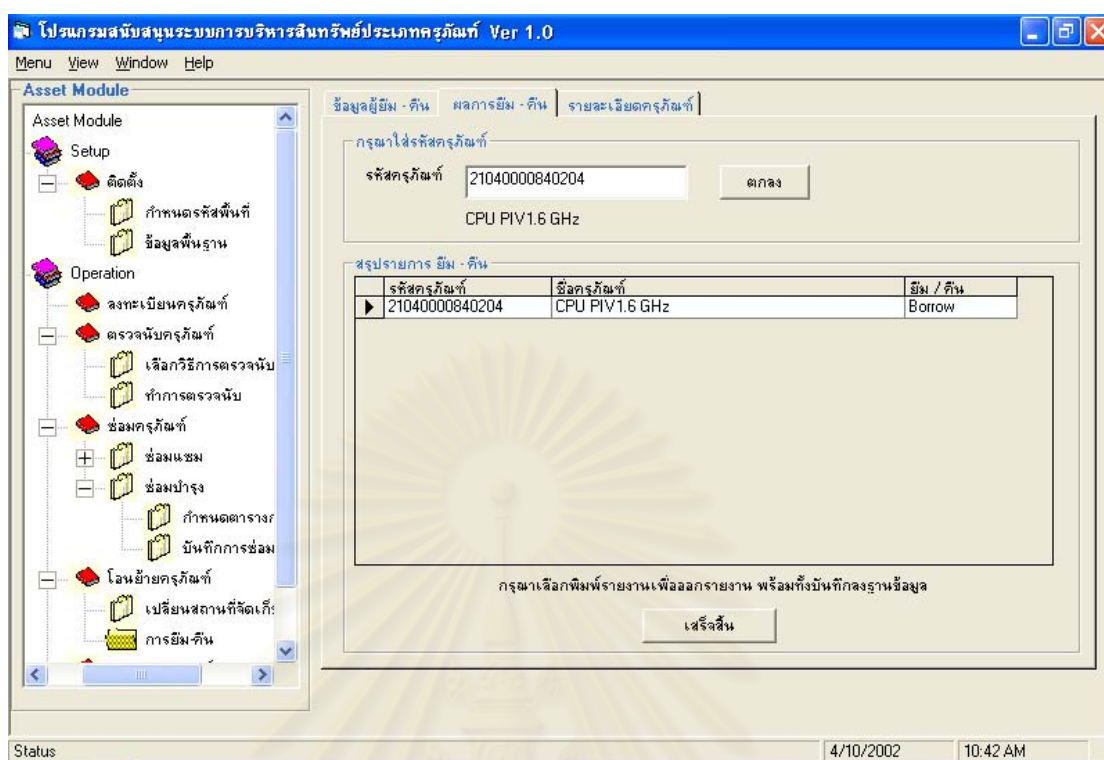 โปรแกรมสนับสนุนระบบการบริหารสินทรัพย์ประเภทครุภัณฑ์ Ver 1.0
Menu View Window Help
Asset Module
Asset Module
Setup
ติดตั้ง
กำหนดรหัสพื้นที่
ข้อมูลพื้นฐาน
Operation
ลงทะเบียนครุภัณฑ์
ตรวจนับครุภัณฑ์
เลือกวิธีการตรวจนับ
ทำการตรวจนับ
ซ่อมครุภัณฑ์
ซ่อมแซม
ซ่อมบำรุง
กำหนดตารางก
บันทึกการซ่อม
โอนย้ายครุภัณฑ์
เปลี่ยนสถานที่จัดเก็
การยืม-คืน
ข้อมูลผู้ยืม - คืน ผลการยืม - คืน รายละเอียดครุภัณฑ์
กรุณาใส่รหัสครุภัณฑ์
รหัสครุภัณฑ์ 21040000840204 ตกลง
CPU PIV1.6 GHz
สรุปรายการ ยืม - คืน
รหัสครุภัณฑ์ ชื่อครุภัณฑ์ ยืม / คืน
21040000840204 CPU PIV1.6 GHz Borrow
กรุณาเลือกพิมพ์รายงานเพื่อออกรายงาน พร้อมทั้งบันทึกลงฐานข้อมูล
เสร็จสิ้น
Status 4/10/2002 10:42 AM